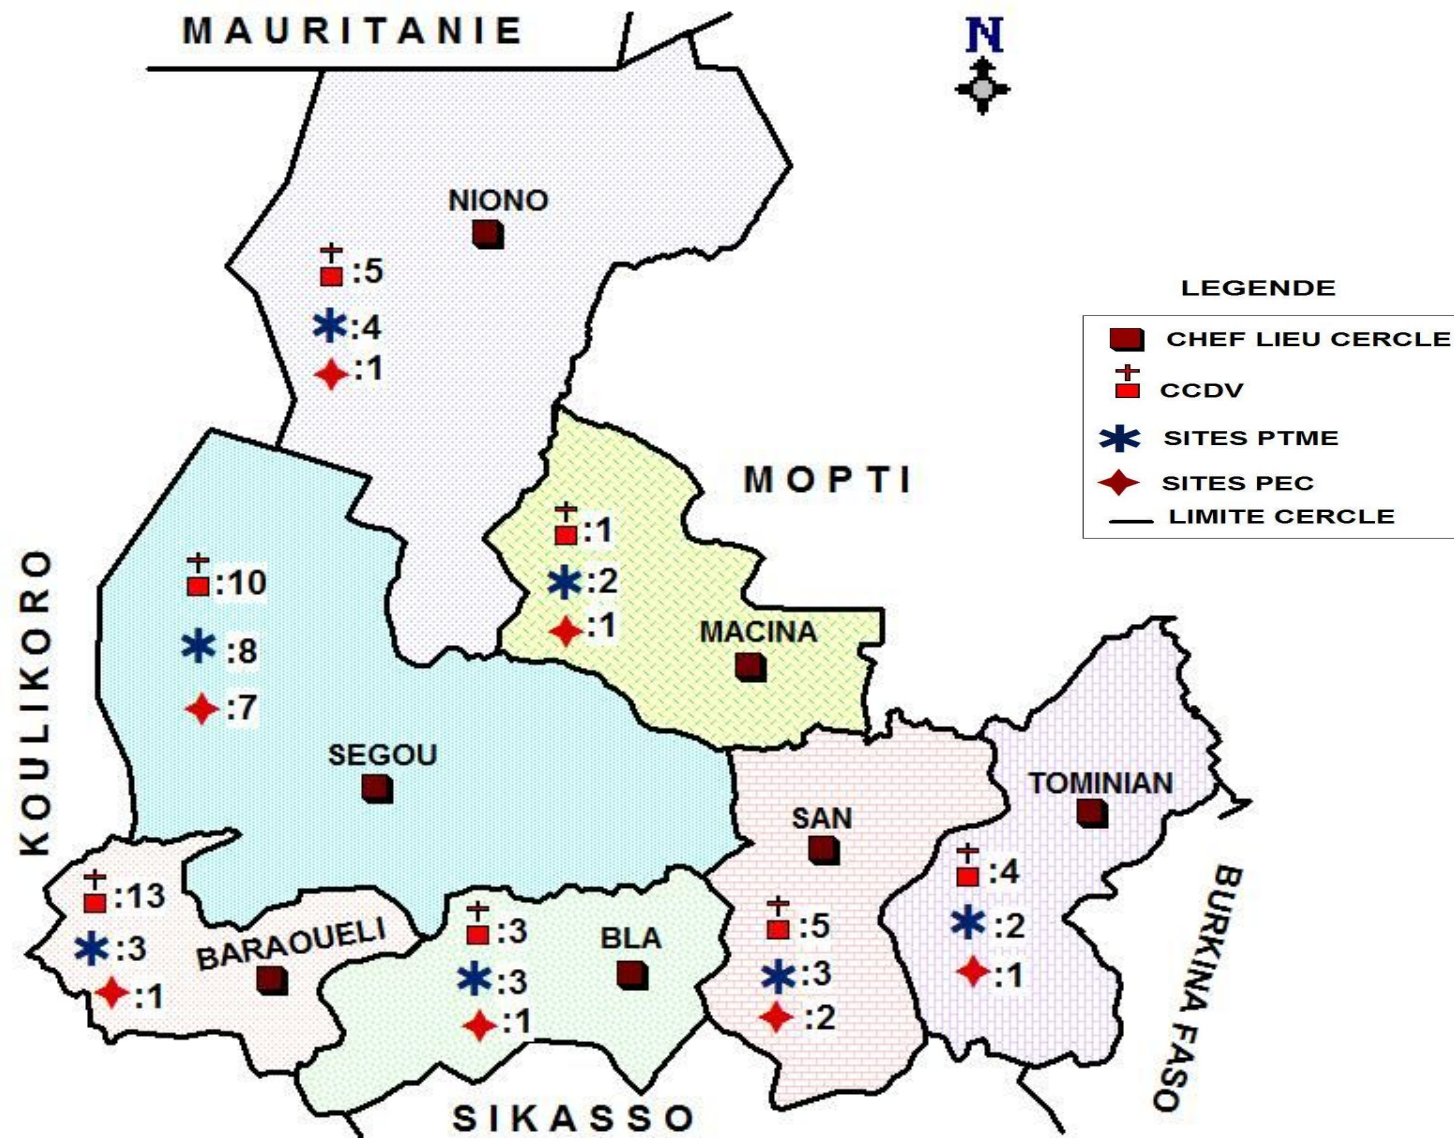 MAURITANIE
N
NIONO
:5
:4
:1
LEGENDE
CHEF LIEU CERCLE
CCDV
SITES PTME
SITES PEC
LIMITE CERCLE
MOPTI
:1
:2
:1
MACINA
KOULIKORO
:10
:8
:7
SEGOU
TOMINIAN
:4
:2
:1
SAN
:5
:3
:2
BARAOUELI
:13
:3
:1
BLA
:3
:3
:1
BURKINA FASO
SIKASSO